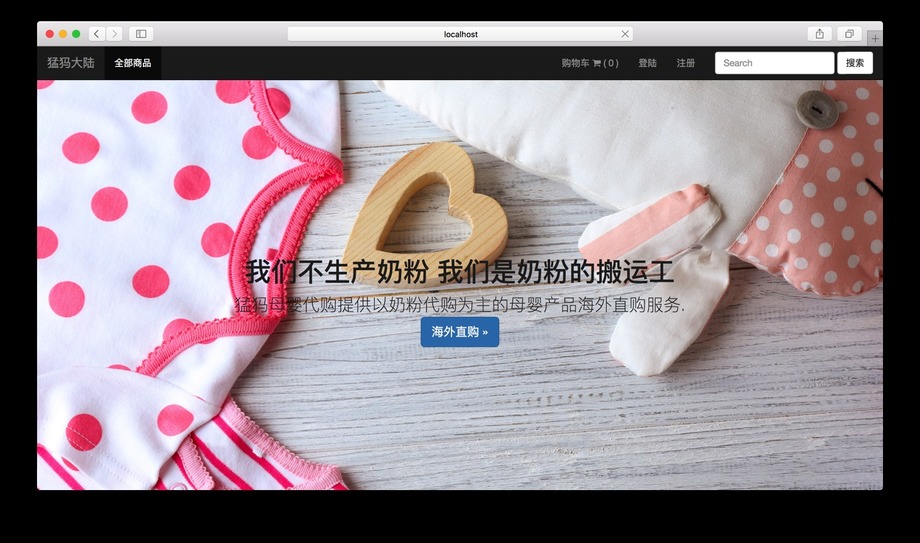 localhost
猛犸大陆 全部商品 购物车 ( 0 ) 登陆 注册 Search 搜索
我们不生产奶粉 我们是奶粉的搬运工
猛犸母婴代购提供以奶粉代购为主的母婴产品海外直购服务.
海外直购 »